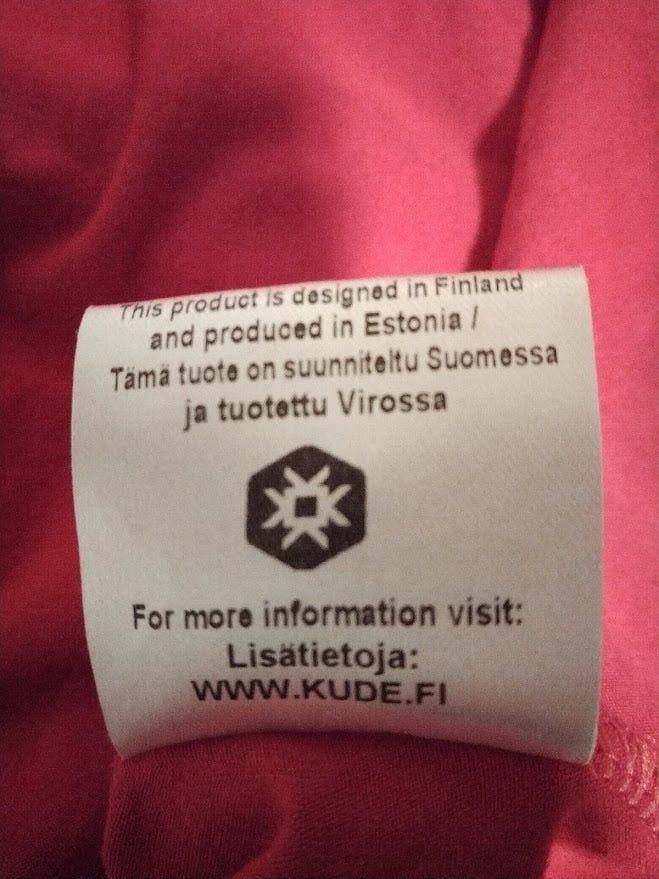 This product is designed in Finland
and produced in Estonia /
Tämä tuote on suunniteltu Suomessa
ja tuotettu Virossa
For more information visit:
Lisätietoja:
WWW.KUDE.FI